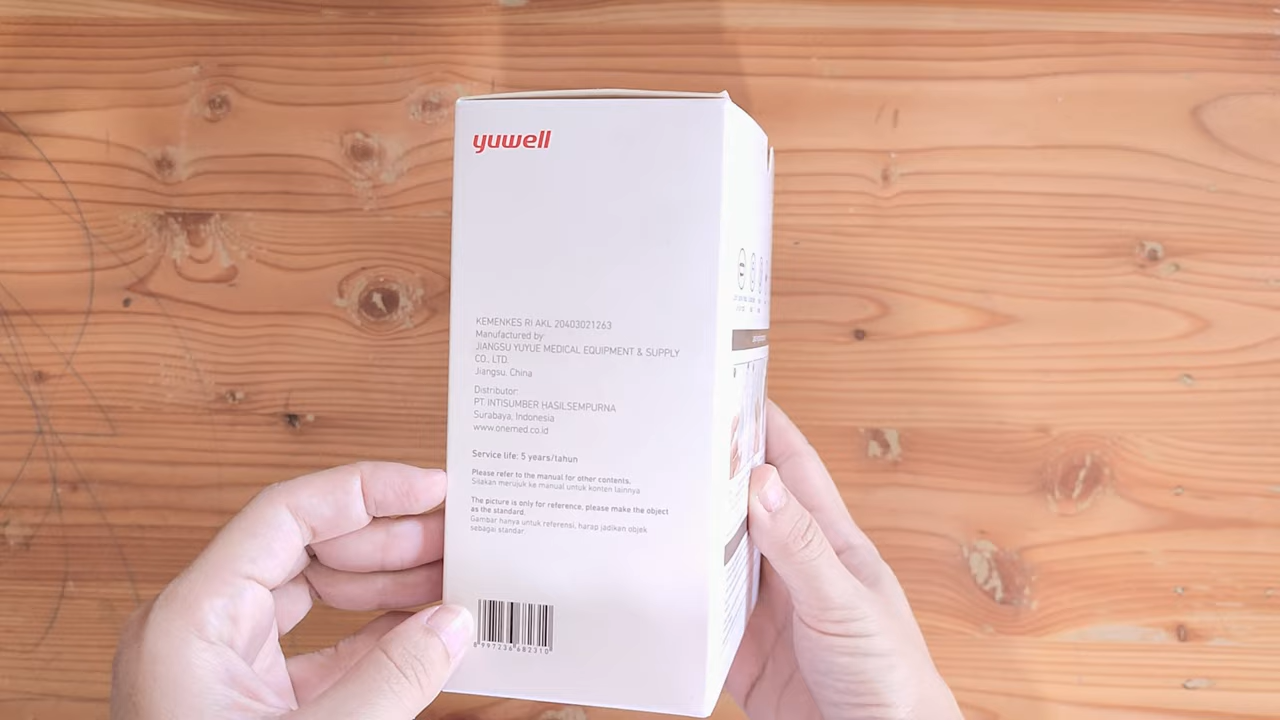 yuwell
KEMENKES RI AKL 20403021263
Manufactured by:
JIANGSU YUYUE MEDICAL EQUIPMENT & SUPPLY
CO., LTD.
Jiangsu, China
Distributor:
PT. INTISUMBER HASILSEMPURNA
Surabaya, Indonesia
www.onemed.co.id
Service life: 5 years/tahun
Please refer to the manual for other contents.
Silakan merujuk ke manual untuk konten lainnya
The picture is only for reference, please make the object
as the standard.
Gambar hanya untuk referensi, harap jadikan objek
sebagai standar.
8 997236 682310